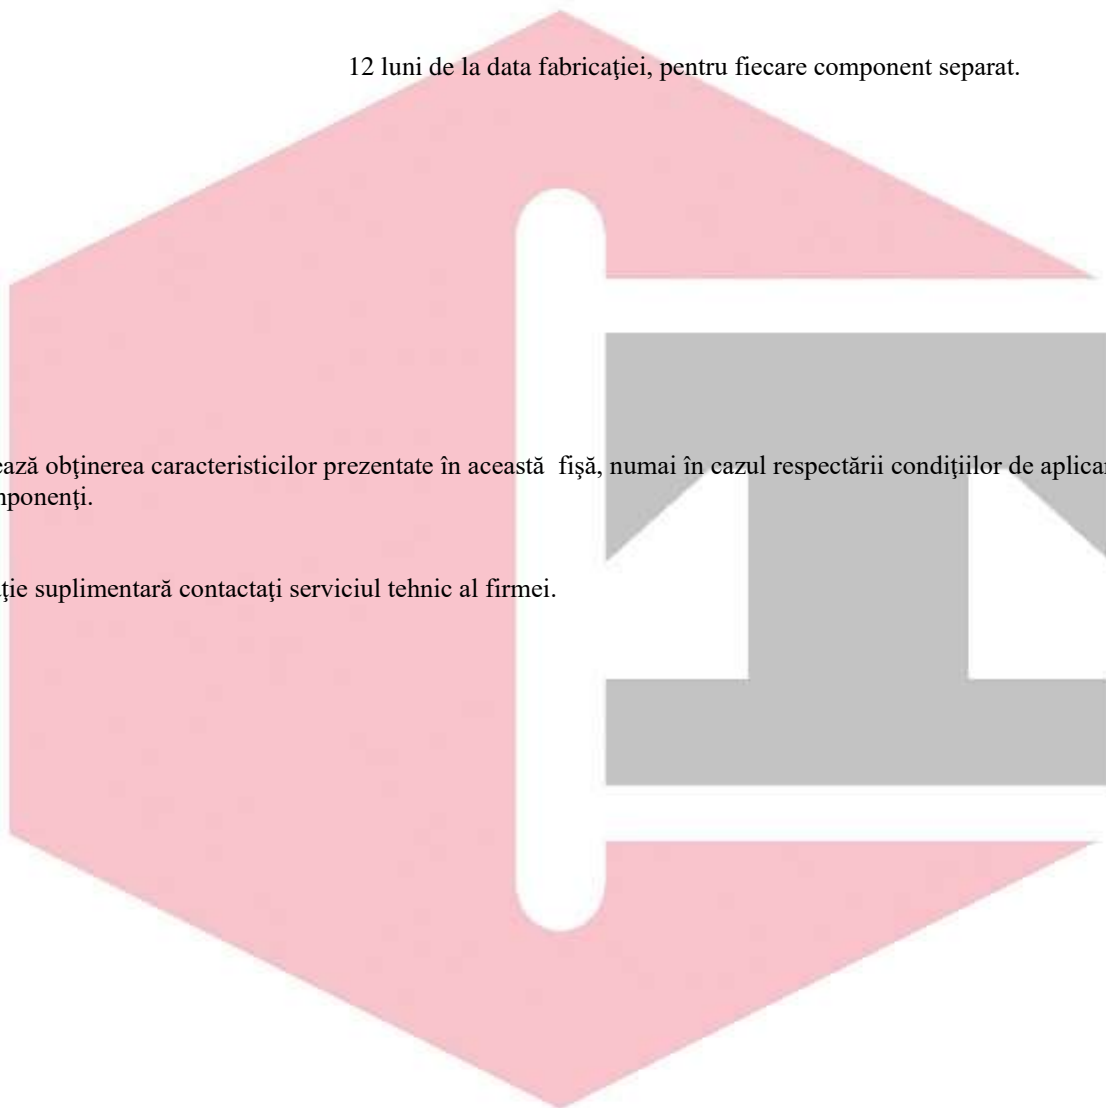 12 luni de la data fabricaţiei, pentru fiecare component separat.
ează obţinerea caracteristicilor prezentate în această  fişă, numai în cazul respectării condiţiilor de aplicar
nponenţi.
ţie suplimentară contactaţi serviciul tehnic al firmei.